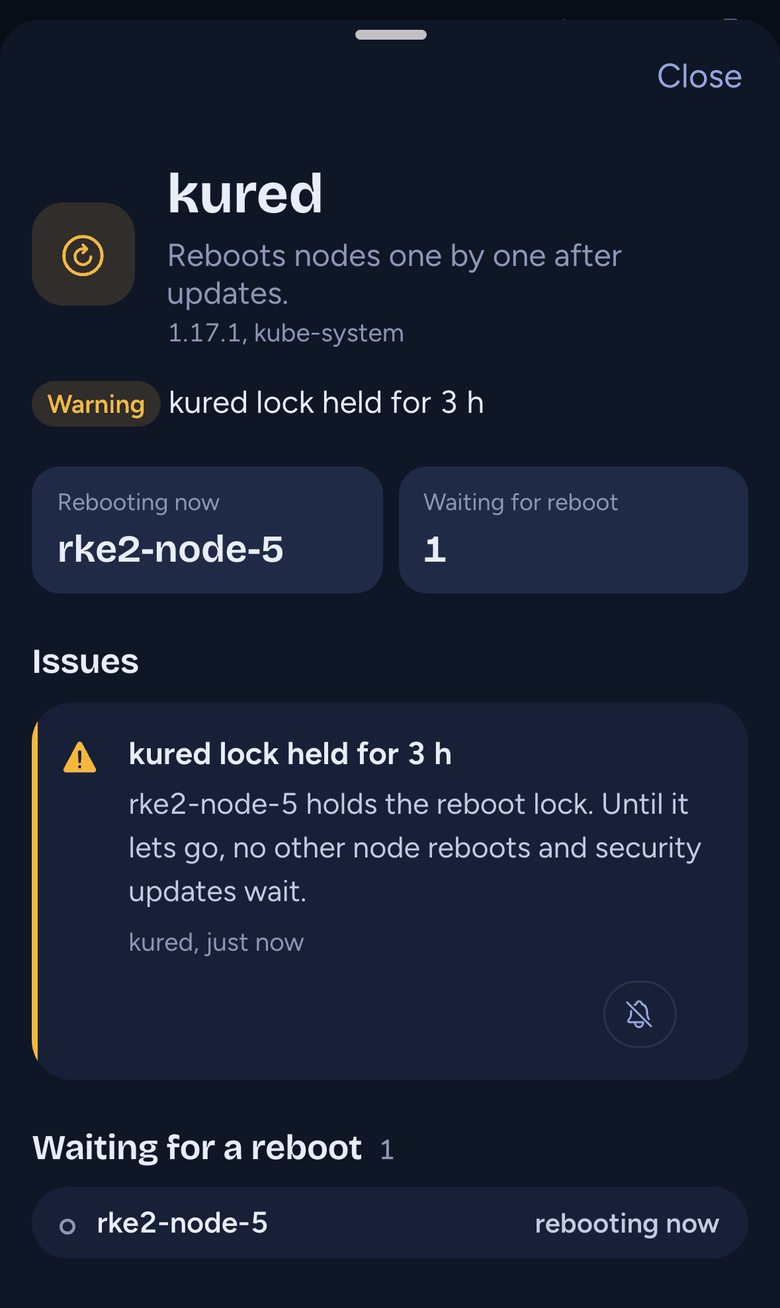 Close
kured
Reboots nodes one by one after
updates.
1.17.1, kube-system
Warning kured lock held for 3 h
Rebooting now
rke2-node-5
Waiting for reboot
1
Issues
kured lock held for 3 h
rke2-node-5 holds the reboot lock. Until it
lets go, no other node reboots and security
updates wait.
kured, just now
Waiting for a reboot 1
rke2-node-5 rebooting now